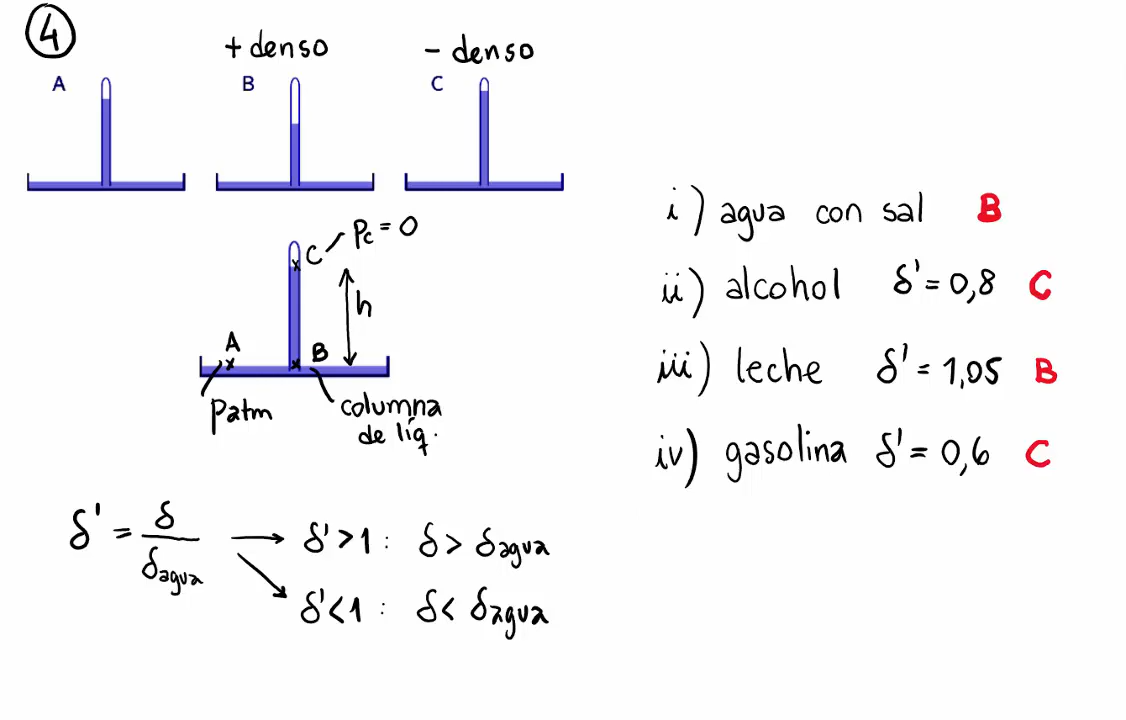 4
+ denso
- denso
A
B
C
C
Pc = 0
h
A
B
Patm
columna
de líq.
δ' = δ / δagua
δ' > 1 : δ > δagua
δ' < 1 : δ < δagua
i) agua con sal B
ii) alcohol δ' = 0,8 C
iii) leche δ' = 1,05 B
iv) gasolina δ' = 0,6 C